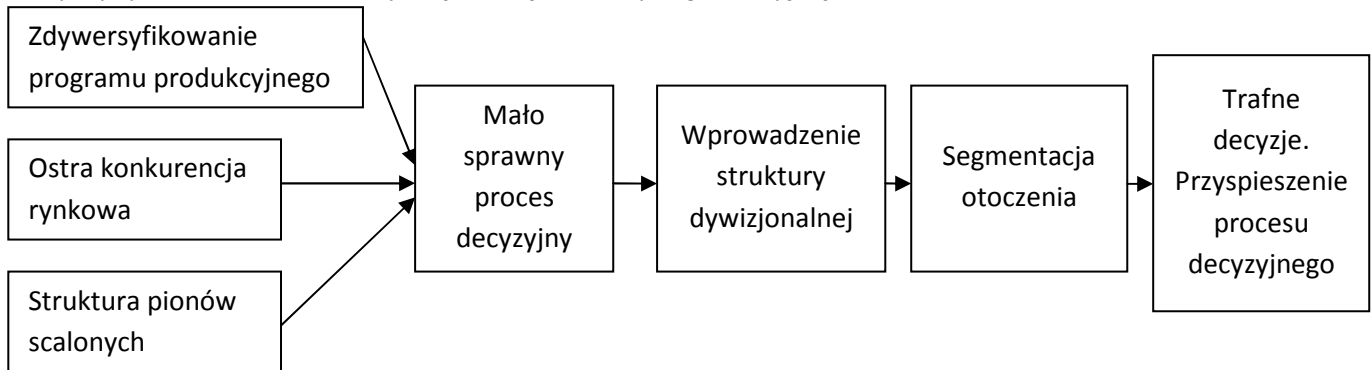 Zdywersyfikowanie
programu produkcyjnego
Ostra konkurencja
rynkowa
Struktura pionów
scalonych
Mało
sprawny
proces
decyzyjny
Wprowadzenie
struktury
dywizjonalnej
Segmentacja
otoczenia
Trafne
decyzje.
Przyspieszenie
procesu
decyzyjnego